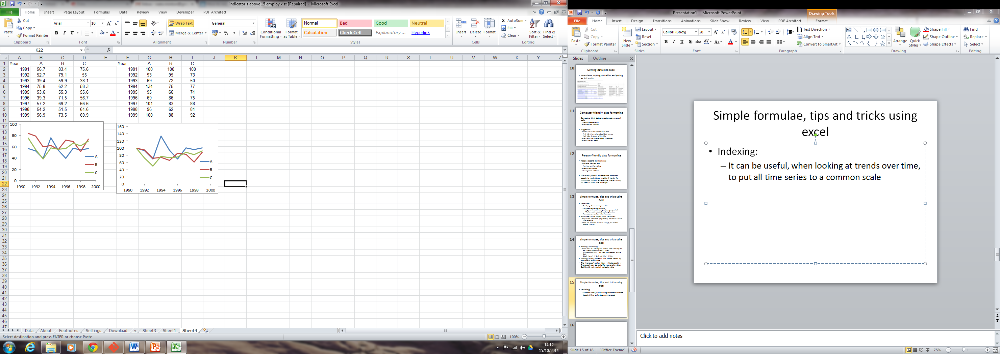 indicator_t above 15 employ.xlsx [Repaired] - Microsoft Excel
File Home Insert Page Layout Formulas Data Review View Developer PDF Architect
Paste
Cut
Copy
Format Painter
Clipboard
Arial 10
B I U
Font
Wrap Text
Merge & Center
Alignment
General
% ,
Number
Conditional Formatting
Format as Table
Normal Bad Good Neutral
Calculation Check Cell Explanatory ... Hyperlink
Styles
Insert Delete Format
Cells
AutoSum
Fill
Clear
Sort & Filter
Find & Select
Editing
K22 fx
A B C D E F G H I J K L M N O P Q R S T U V W X Y Z
1 Year A B C Year A B C
2 1991 56.7 83.4 75.6 1991 100 100 100
3 1992 52.7 79.1 55 1992 93 95 73
4 1993 39.4 59.9 38.1 1993 69 72 50
5 1994 75.8 62.2 58.3 1994 134 75 77
6 1995 53.6 55.3 55.6 1995 95 66 74
7 1996 39.3 71.5 56.7 1996 69 86 75
8 1997 57.2 69.2 66.6 1997 101 83 88
9 1998 54.2 51.5 61.6 1998 96 62 81
10 1999 56.9 73.5 69.9 1999 100 88 92
11
12
13
14
15
16
17
18
19
20
21
22
23
24
25
26
27
28
29
30
31
32
33
34
35
36
37
38
39
40
41
42
43
44
45
46
47
100
80
60
40
20
0
1990 1992 1994 1996 1998 2000
A
B
C
160
140
120
100
80
60
40
20
0
1990 1992 1994 1996 1998 2000
A
B
C
Data About Footnotes Settings Download v Sheet3 Sheet1 Sheet4
Select destination and press ENTER or choose Paste
100%
14:12
15/10/2014
Presentation1 - Microsoft PowerPoint
Drawing Tools
File Home Insert Design Transitions Animations Slide Show Review View PDF Architect Format
Paste
Cut
Copy
Format Painter
Clipboard
New Slide
Layout
Reset
Section
Slides
Calibri (Body) 28
B I U S abc AV Aa A
Font
Text Direction
Align Text
Convert to SmartArt
Paragraph
Arrange
Quick Styles
Shape Fill
Shape Outline
Shape Effects
Drawing
Find
Replace
Select
Editing
Slides Outline
10
Getting data into Excel
Sometimes, copying web tables, and pasting
as text works:
11
Computer-friendly data formatting
12
Person-friendly data formatting
People respond to visual cues
13
Simple formulae, tips and tricks using
Excel
14
Simple formulae, tips and tricks using
excel
15
Simple formulae, tips and tricks using
excel
Indexing:
– It can be useful, when looking at trends over time,
to put all time series to a common scale
16
Simple formulae, tips and tricks using
excel
• Indexing:
– It can be useful, when looking at trends over time,
to put all time series to a common scale
Click to add notes
Slide 15 of 18 "Office Theme" 75%